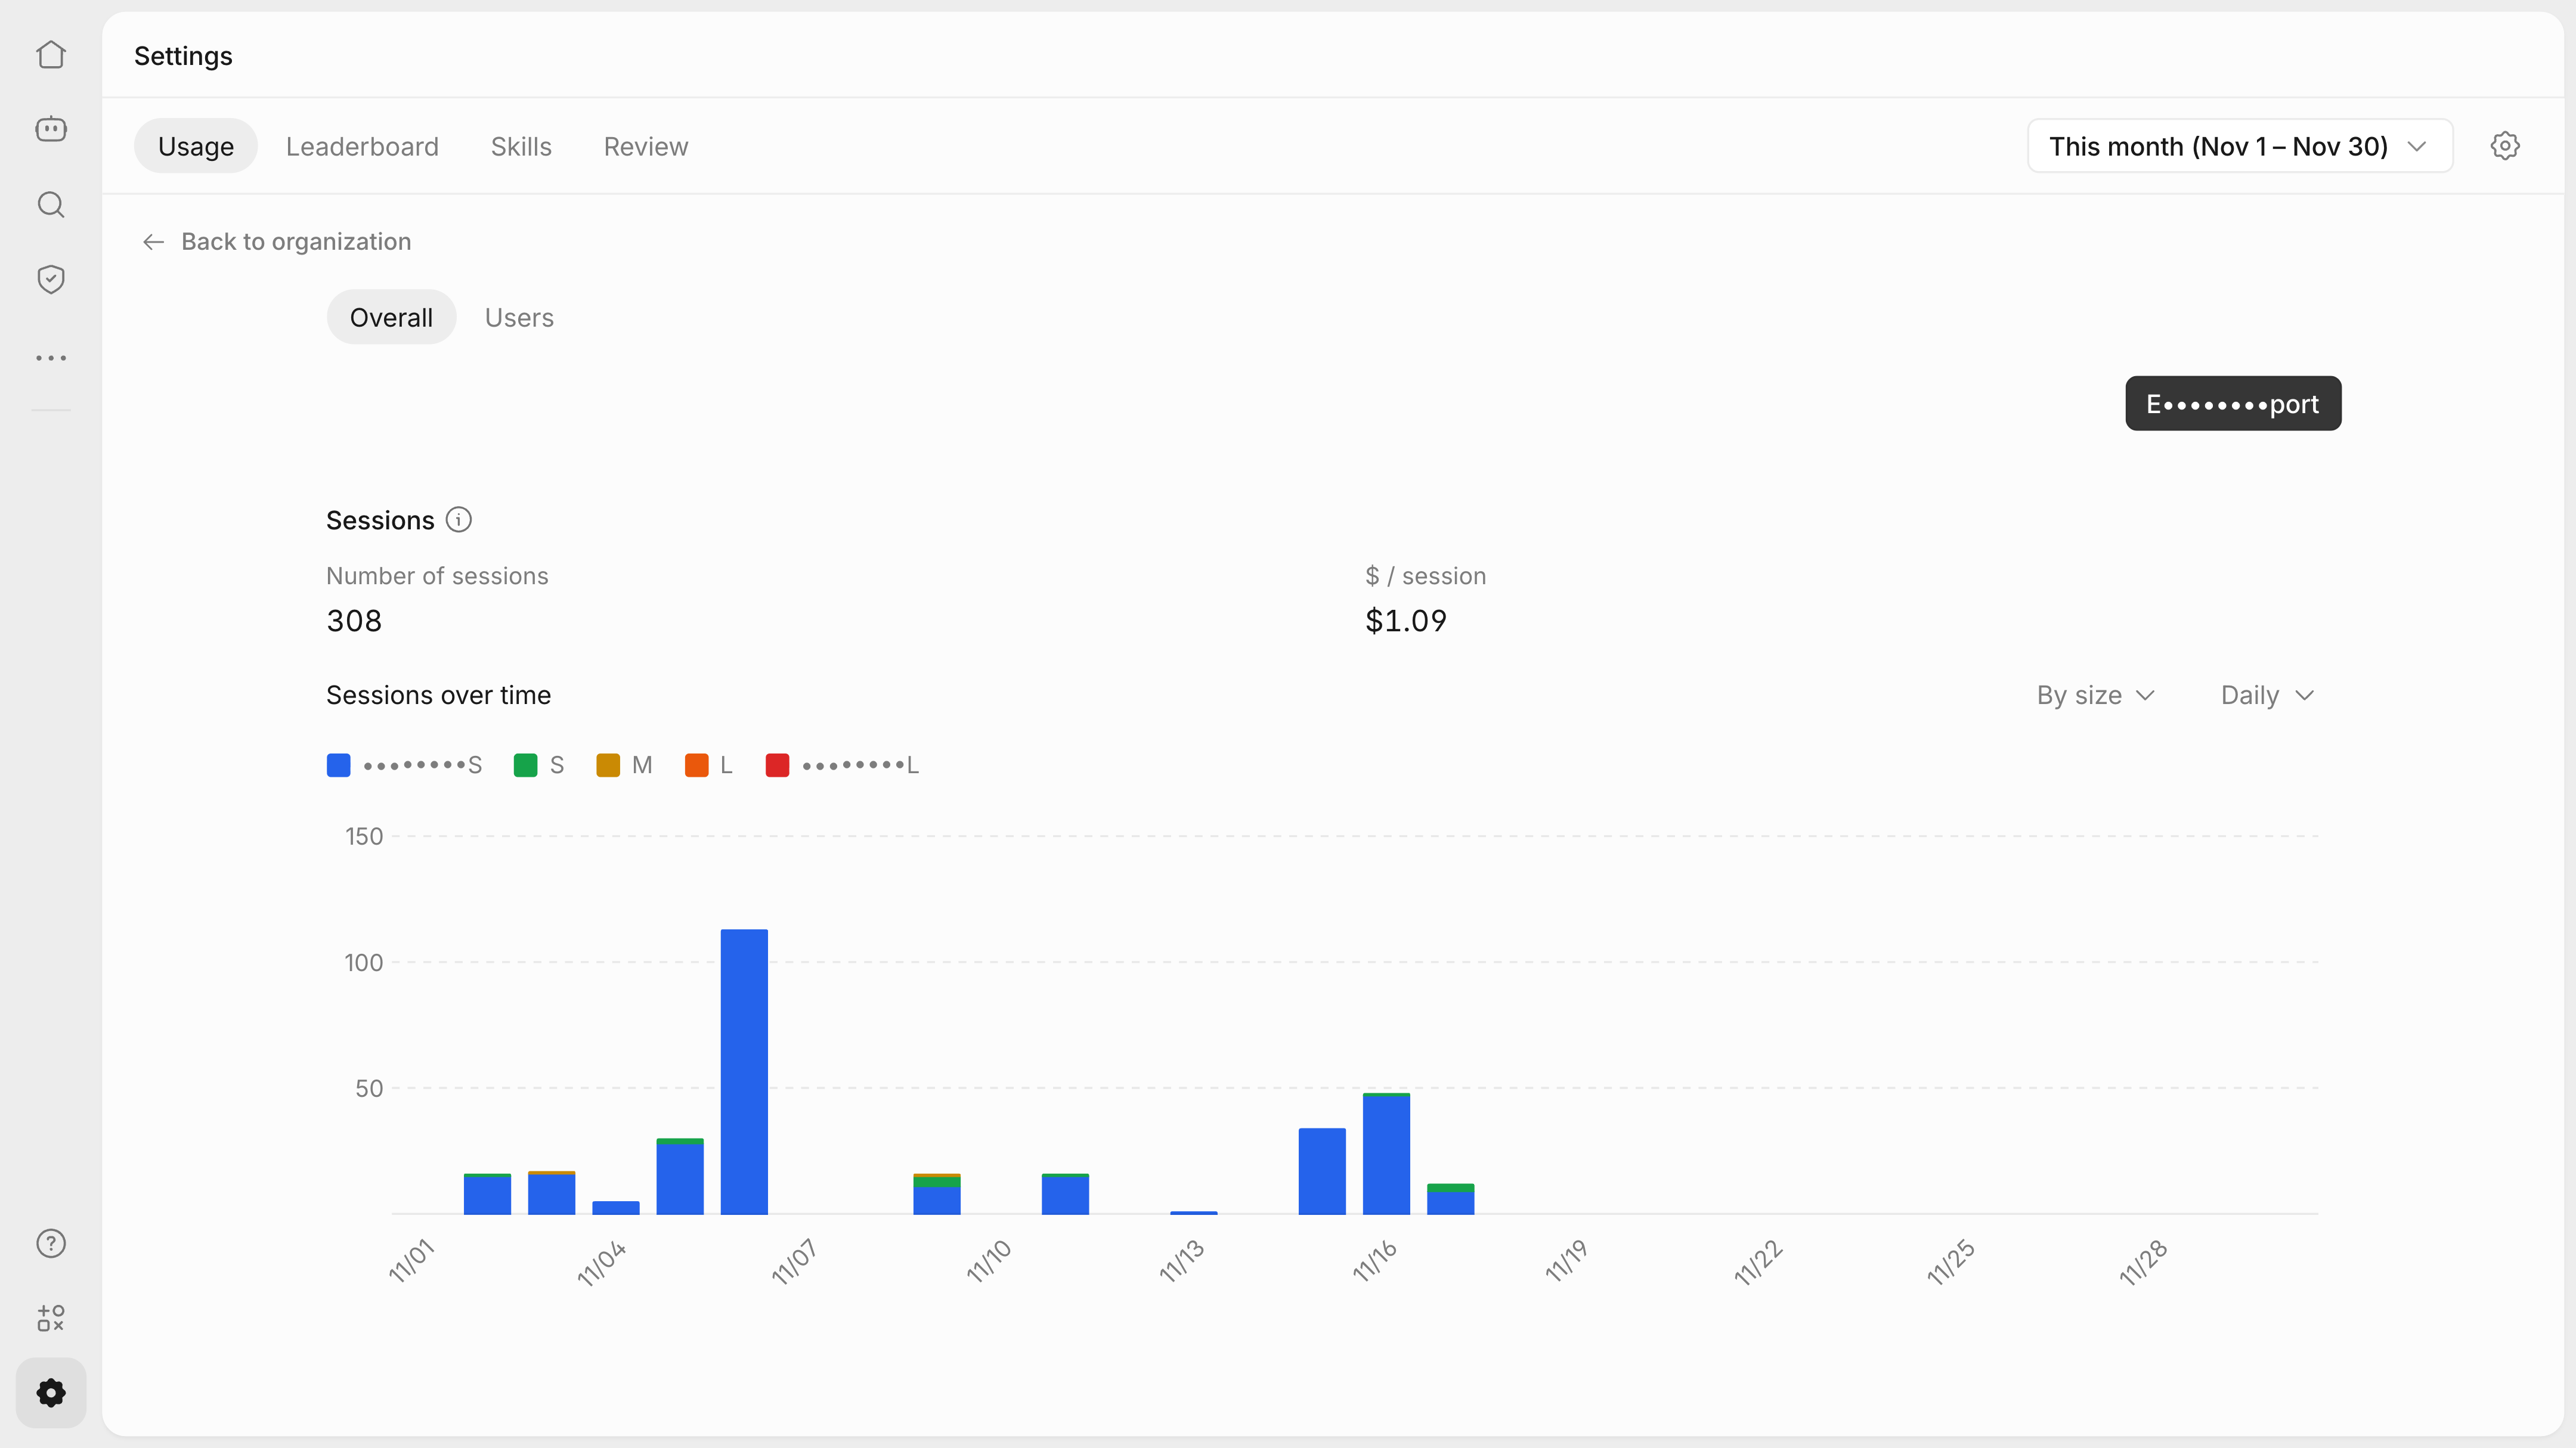 Settings
Usage
Leaderboard
Skills
Review
This month (Nov 1 – Nov 30)
Back to organization
Overall
Users
E••••••••port
Sessions
Number of sessions
308
$ / session
$1.09
Sessions over time
By size
Daily
••••••••S
S
M
L
••••••••L
150
100
50
11/01
11/04
11/07
11/10
11/13
11/16
11/19
11/22
11/25
11/28